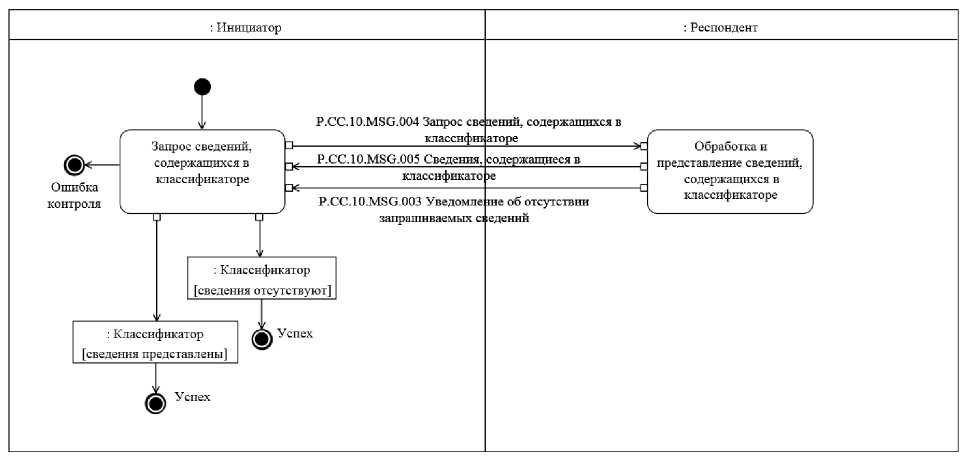 : Инициатор
: Респондент
P.CC.10.MSG.004 Запрос сведений, содержащихся в
классификаторе
Запрос сведений,
содержащихся в
классификаторе
P.CC.10.MSG.005 Сведения, содержащиеся в
классификаторе
Обработка и
представление сведений,
содержащихся в
классификаторе
Ошибка
контроля
P.CC.10.MSG.003 Уведомление об отсутствии
запрашиваемых сведений
: Классификатор
[сведения отсутствуют]
Успех
: Классификатор
[сведения представлены]
Успех